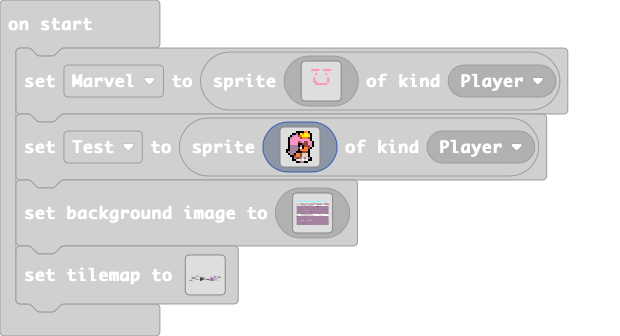 on start
set Marvel to sprite of kind Player
set Test to sprite of kind Player
set background image to
set tilemap to